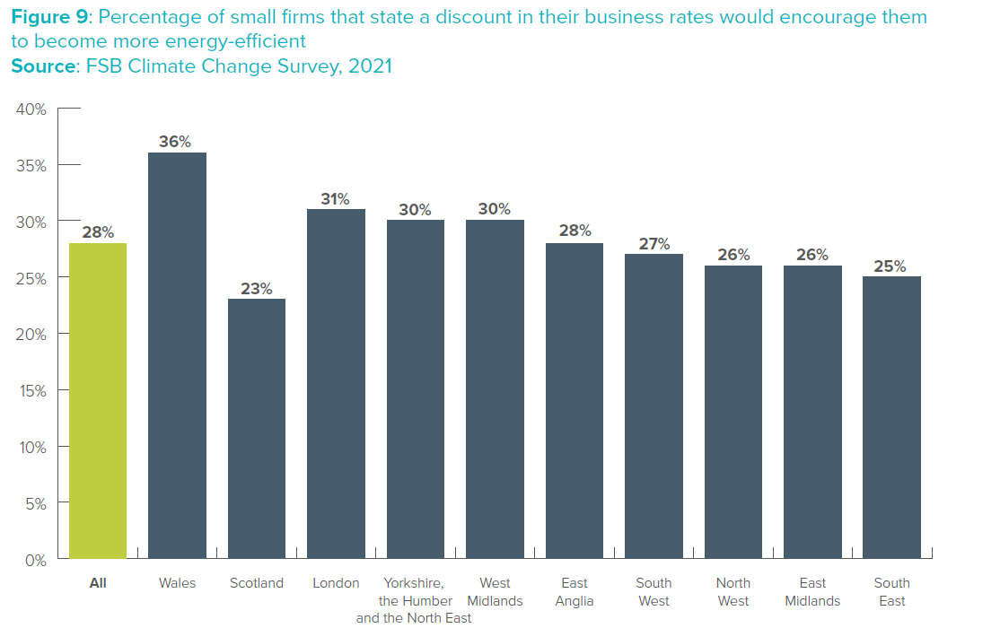 Figure 9: Percentage of small firms that state a discount in their business rates would encourage them
to become more energy-efficient
Source: FSB Climate Change Survey, 2021
40%
35%
30%
25%
20%
15%
10%
5%
0%
28%
36%
23%
31%
30%
30%
28%
27%
26%
26%
25%
All
Wales
Scotland
London
Yorkshire,
the Humber
and the North East
West
Midlands
East
Anglia
South
West
North
West
East
Midlands
South
East